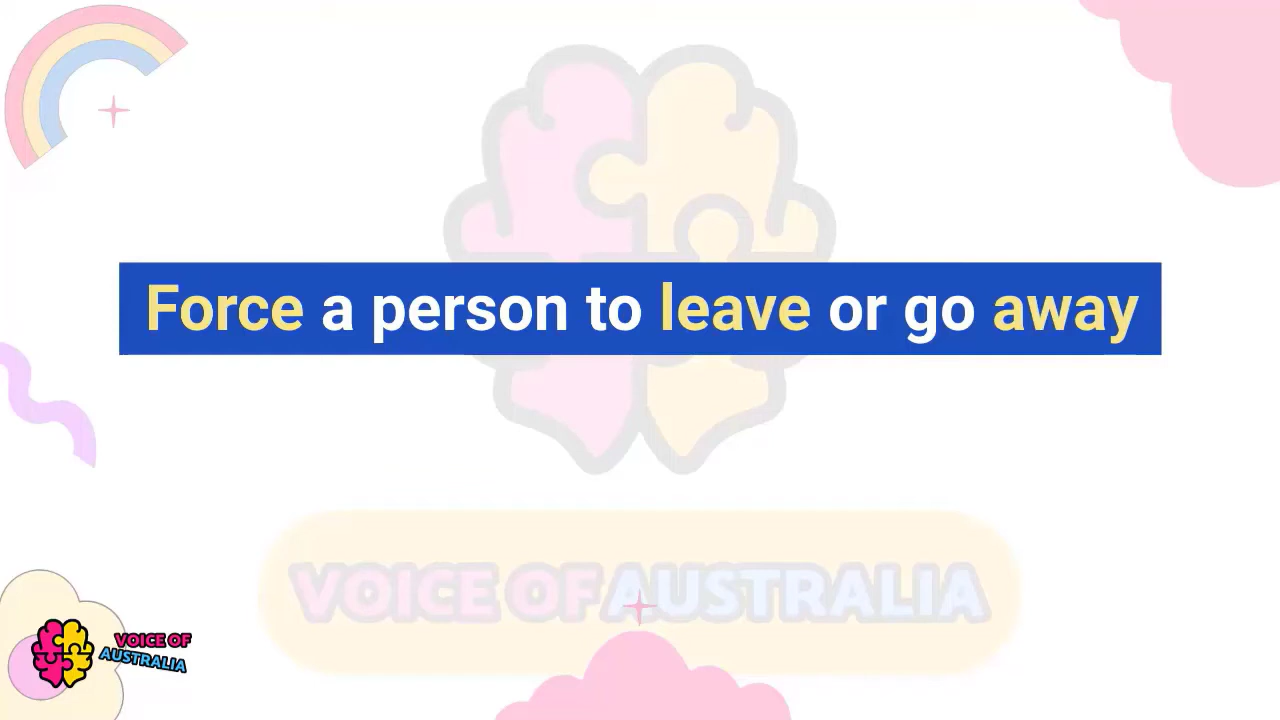 Force a person to leave or go away
VOICE OF AUSTRALIA
VOICE OF
AUSTRALIA